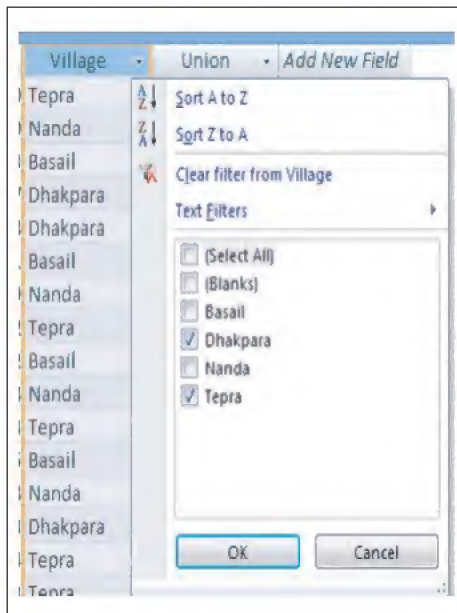 Village Union Add New Field
Tepra
Nanda
Basail
Dhakpara
Dhakpara
Basail
Nanda
Tepra
Basail
Nanda
Tepra
Basail
Nanda
Dhakpara
Tepra
Tepra
Sort A to Z
Sort Z to A
Clear filter from Village
Text Filters
(Select All)
(Blanks)
Basail
Dhakpara
Nanda
Tepra
OK Cancel